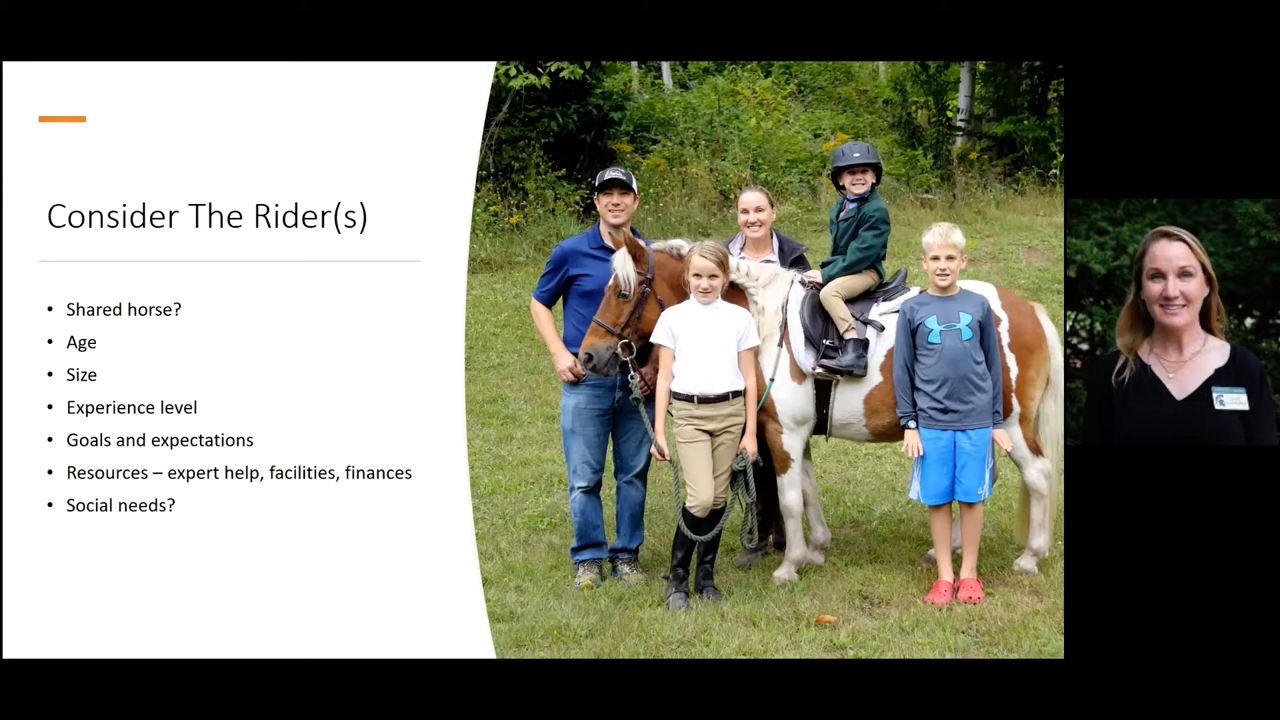 Consider The Rider(s)
• Shared horse?
• Age
• Size
• Experience level
• Goals and expectations
• Resources – expert help, facilities, finances
• Social needs?